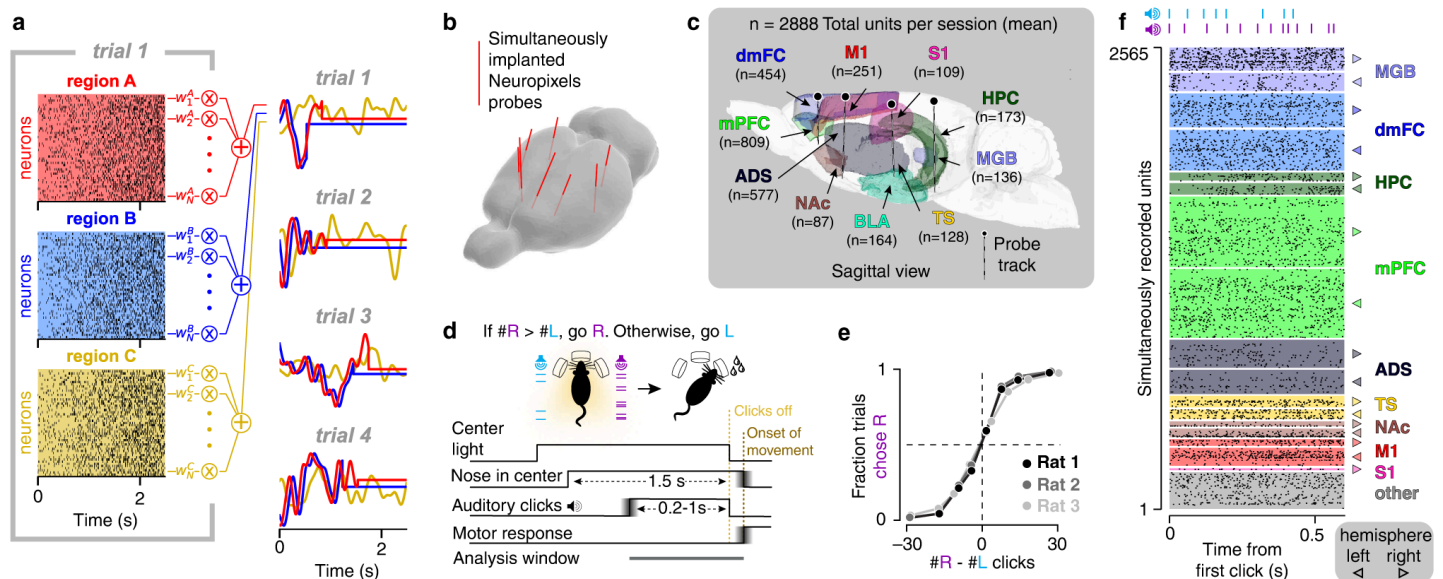 a
trial 1
region A
neurons
w₁ᴬ
w₂ᴬ
w_Nᴬ
region B
neurons
w₁ᴮ
w₂ᴮ
w_Nᴮ
region C
neurons
w₁ᶜ
w₂ᶜ
w_Nᶜ
0 2
Time (s)
trial 1
trial 2
trial 3
trial 4
0 2
Time (s)
b
Simultaneously
implanted
Neuropixels
probes
c
n = 2888 Total units per session (mean)
dmFC
(n=454)
M1
(n=251)
S1
(n=109)
HPC
(n=173)
mPFC
(n=809)
MGB
(n=136)
ADS
(n=577)
NAc
(n=87)
BLA
(n=164)
TS
(n=128)
Probe
track
Sagittal view
d
If #R > #L, go R. Otherwise, go L
Clicks off
Onset of
movement
Center
light
Nose in center
1.5 s
Auditory clicks
0.2-1s
Motor response
Analysis window
e
Fraction trials
chose R
1
0
Rat 1
Rat 2
Rat 3
−30 0 30
#R - #L clicks
f
2565
Simultaneously recorded units
1
MGB
dmFC
HPC
mPFC
ADS
TS
NAc
M1
S1
other
0 0.5
Time from
first click (s)
hemisphere
left right